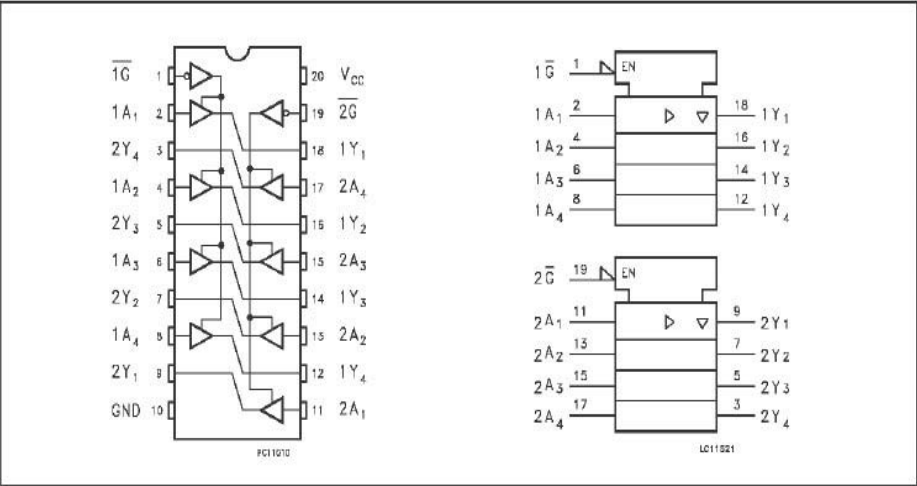 1G̅ 1 20 V_CC
1A₁ 2 19 2G̅
2Y₄ 3 18 1Y₁
1A₂ 4 17 2A₄
2Y₃ 5 16 1Y₂
1A₃ 6 15 2A₃
2Y₂ 7 14 1Y₃
1A₄ 8 13 2A₂
2Y₁ 9 12 1Y₄
GND 10 11 2A₁
PC11010
1G̅ 1 EN
1A₁ 2 18 1Y₁
1A₂ 4 16 1Y₂
1A₃ 6 14 1Y₃
1A₄ 8 12 1Y₄
2G̅ 19 EN
2A₁ 11 9 2Y₁
2A₂ 13 7 2Y₂
2A₃ 15 5 2Y₃
2A₄ 17 3 2Y₄
LC11521